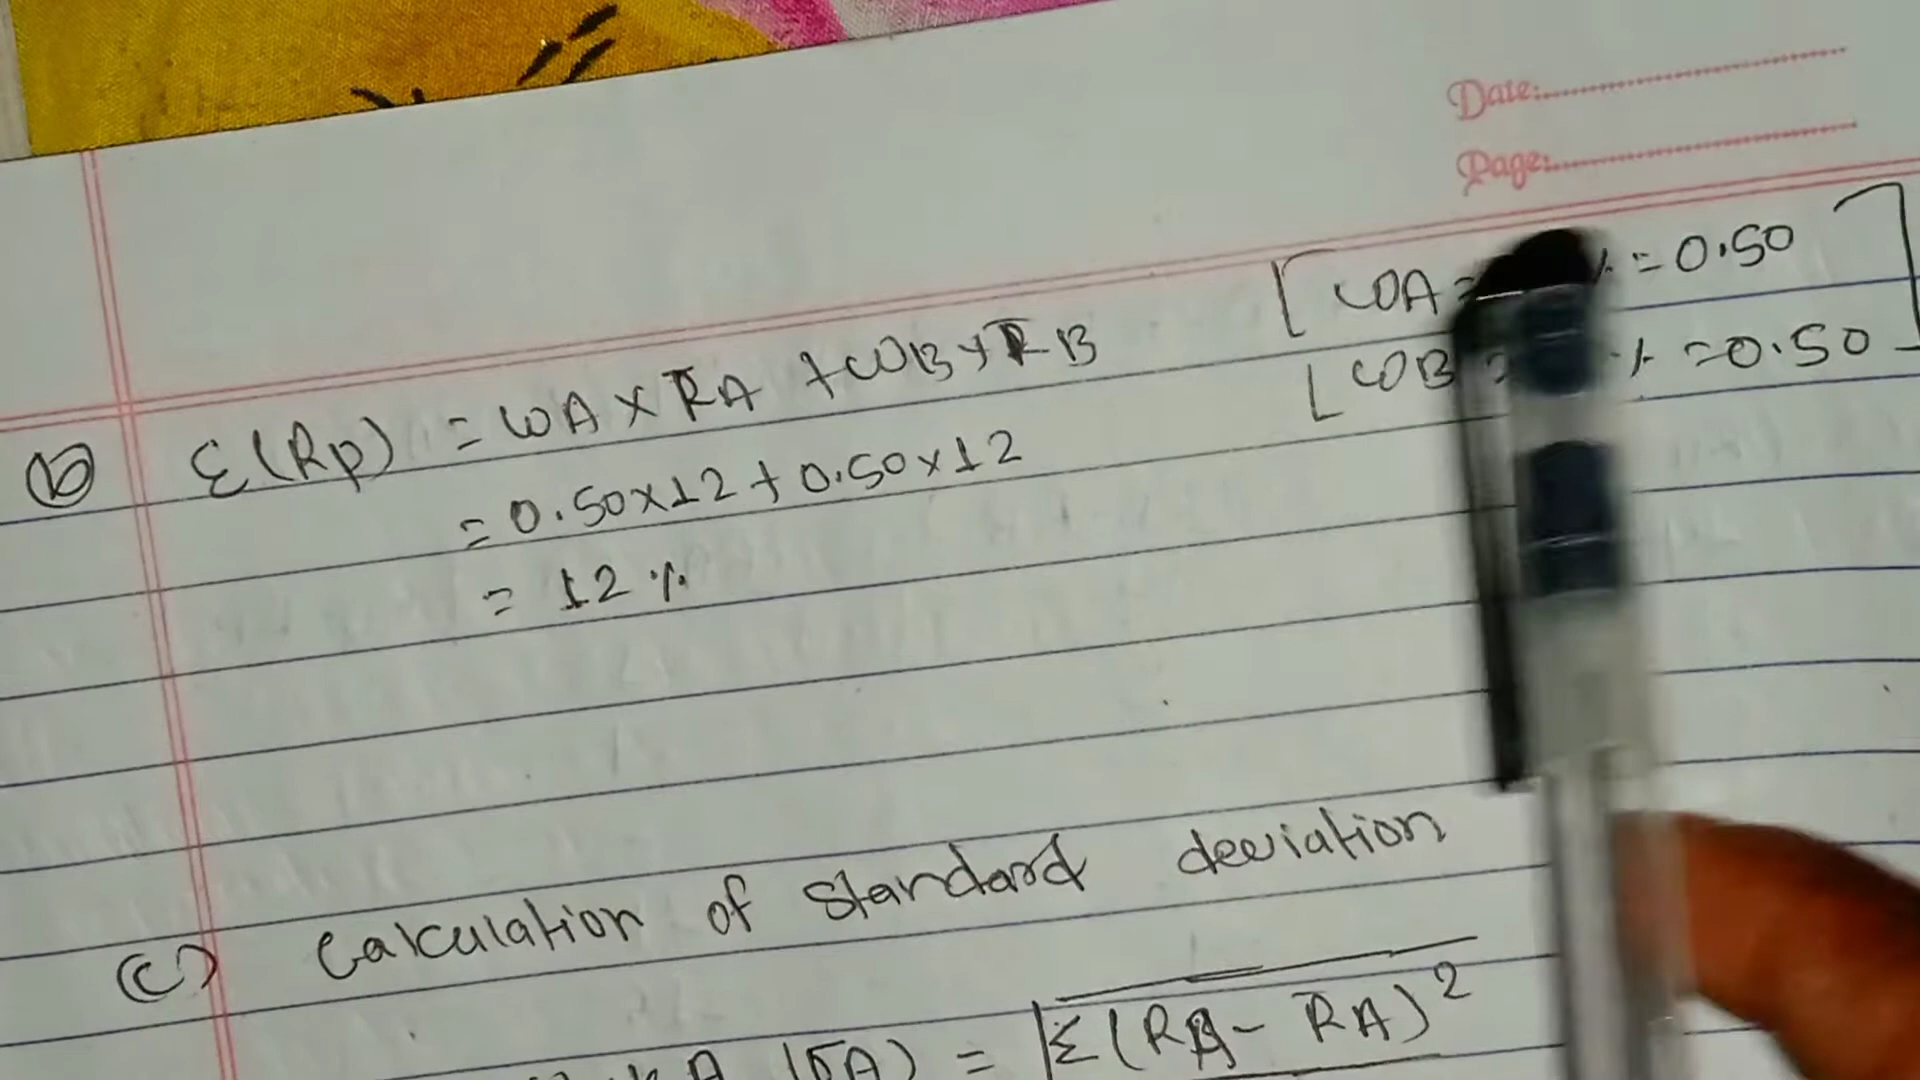 Date:
Page:
[ωA = % = 0.50]
[ωB = % = 0.50]
(b) Ɛ(Rp) = ωA × R̄A + ωB × R̄B
= 0.50×12 + 0.50×12
= 12 %
(c) Calculation of Standard deviation
A (σA) = √Σ(RA - R̄A)²